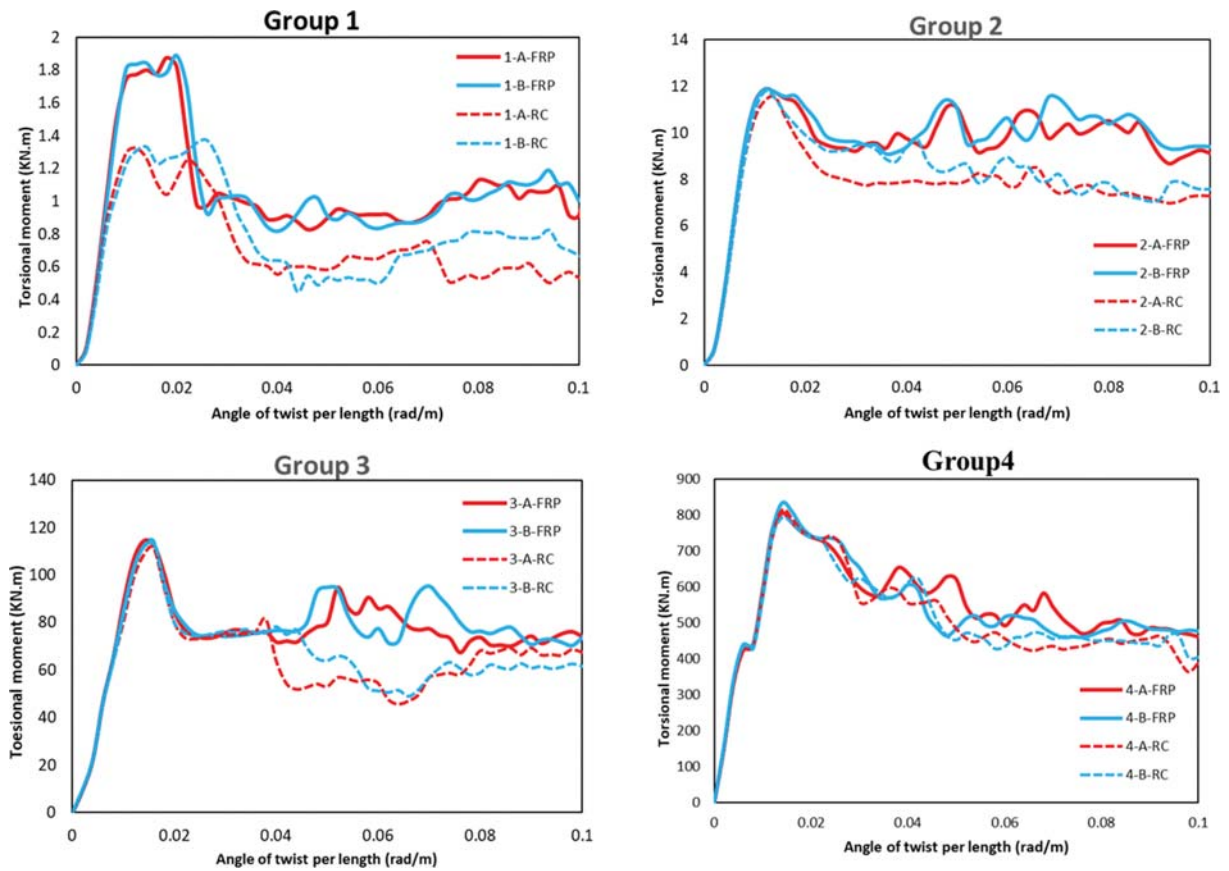 Group 1
Torsional moment (KN.m)
2
1.8
1.6
1.4
1.2
1
0.8
0.6
0.4
0.2
0
1-A-FRP
1-B-FRP
1-A-RC
1-B-RC
0 0.02 0.04 0.06 0.08 0.1
Angle of twist per length (rad/m)
Group 2
Torsional moment (KN.m)
14
12
10
8
6
4
2
0
2-A-FRP
2-B-FRP
2-A-RC
2-B-RC
0 0.02 0.04 0.06 0.08 0.1
Angle of twist per length (rad/m)
Group 3
Toesional moment (KN.m)
140
120
100
80
60
40
20
0
3-A-FRP
3-B-FRP
3-A-RC
3-B-RC
0 0.02 0.04 0.06 0.08 0.1
Angle of twist per length (rad/m)
Group4
Torsional moment (KN.m)
900
800
700
600
500
400
300
200
100
0
4-A-FRP
4-B-FRP
4-A-RC
4-B-RC
0 0.02 0.04 0.06 0.08 0.1
Angle of twist per length (rad/m)